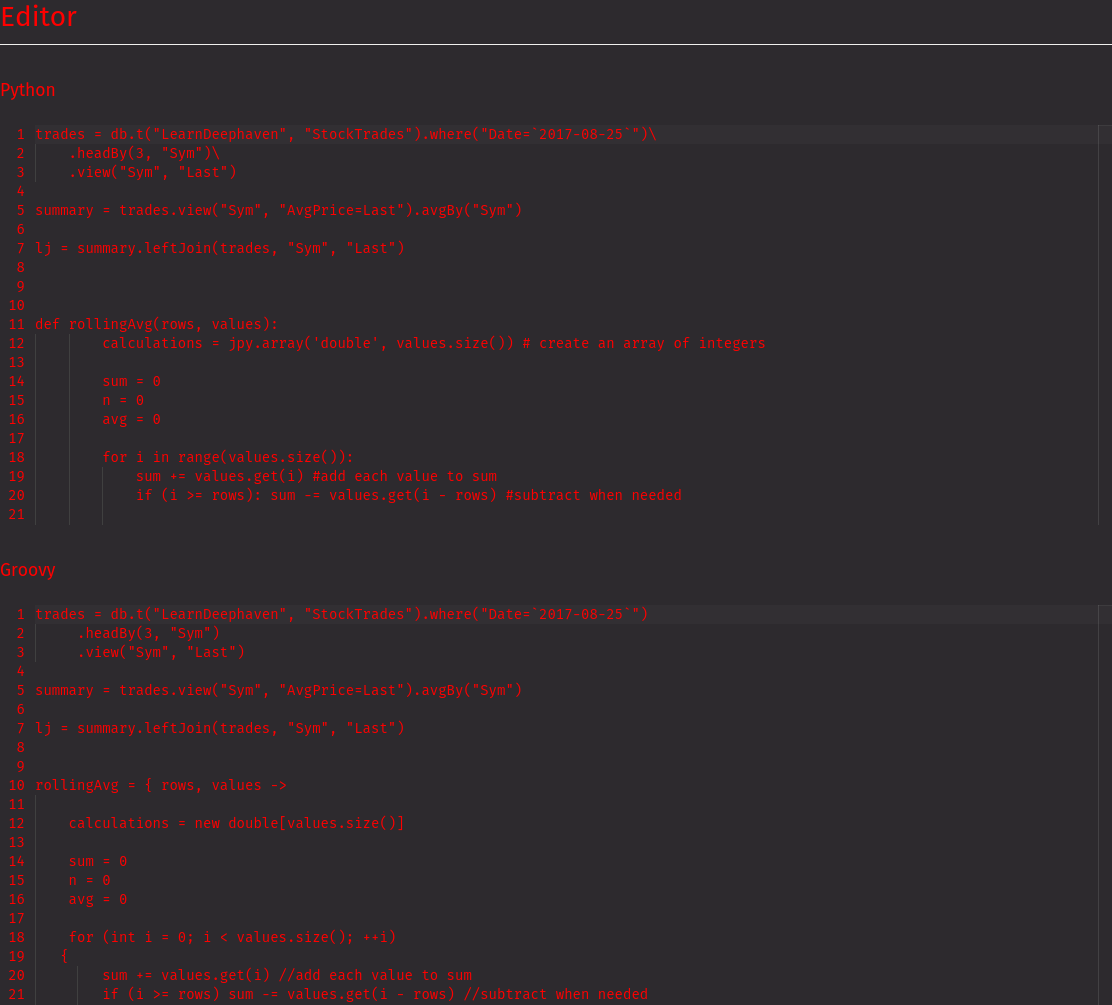 Editor
Python
1 trades = db.t("LearnDeephaven", "StockTrades").where("Date=`2017-08-25`")\
2 .headBy(3, "Sym")\
3 .view("Sym", "Last")
4
5 summary = trades.view("Sym", "AvgPrice=Last").avgBy("Sym")
6
7 lj = summary.leftJoin(trades, "Sym", "Last")
8
9
10
11 def rollingAvg(rows, values):
12 calculations = jpy.array('double', values.size()) # create an array of integers
13
14 sum = 0
15 n = 0
16 avg = 0
17
18 for i in range(values.size()):
19 sum += values.get(i) #add each value to sum
20 if (i >= rows): sum -= values.get(i - rows) #subtract when needed
21
Groovy
1 trades = db.t("LearnDeephaven", "StockTrades").where("Date=`2017-08-25`")
2 .headBy(3, "Sym")
3 .view("Sym", "Last")
4
5 summary = trades.view("Sym", "AvgPrice=Last").avgBy("Sym")
6
7 lj = summary.leftJoin(trades, "Sym", "Last")
8
9
10 rollingAvg = { rows, values ->
11
12 calculations = new double[values.size()]
13
14 sum = 0
15 n = 0
16 avg = 0
17
18 for (int i = 0; i < values.size(); ++i)
19 {
20 sum += values.get(i) //add each value to sum
21 if (i >= rows) sum -= values.get(i - rows) //subtract when needed